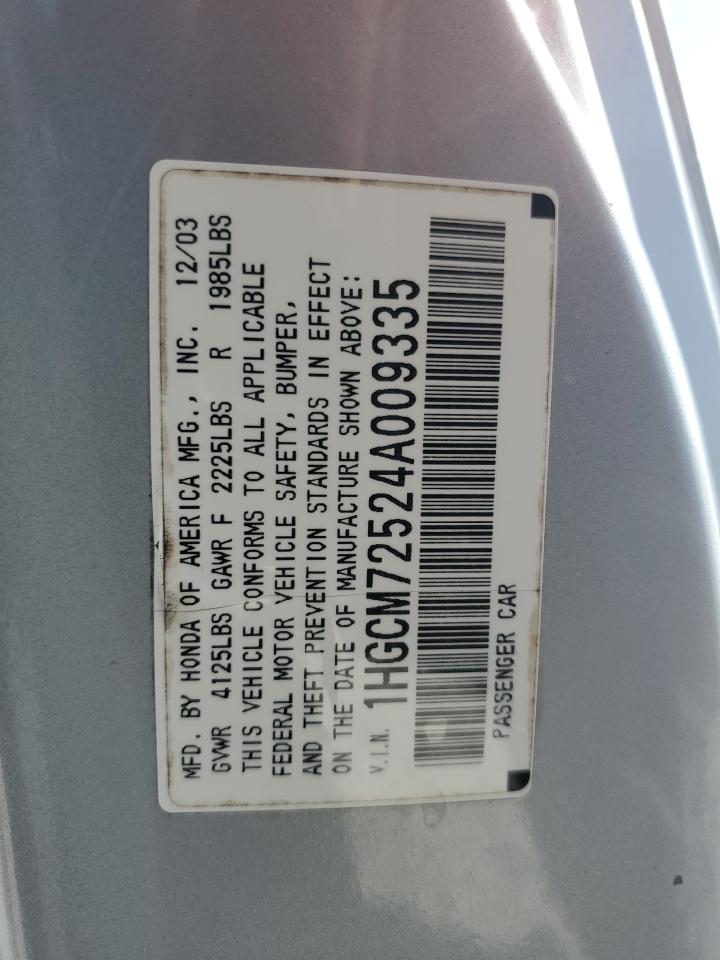 MFD. BY HONDA OF AMERICA MFG., INC. 12/03
GVWR 4125LBS GAWR F 2225LBS R 1985LBS
THIS VEHICLE CONFORMS TO ALL APPLICABLE
FEDERAL MOTOR VEHICLE SAFETY, BUMPER,
AND THEFT PREVENTION STANDARDS IN EFFECT
ON THE DATE OF MANUFACTURE SHOWN ABOVE:
V.I.N. 1HGCM72524A009335
PASSENGER CAR